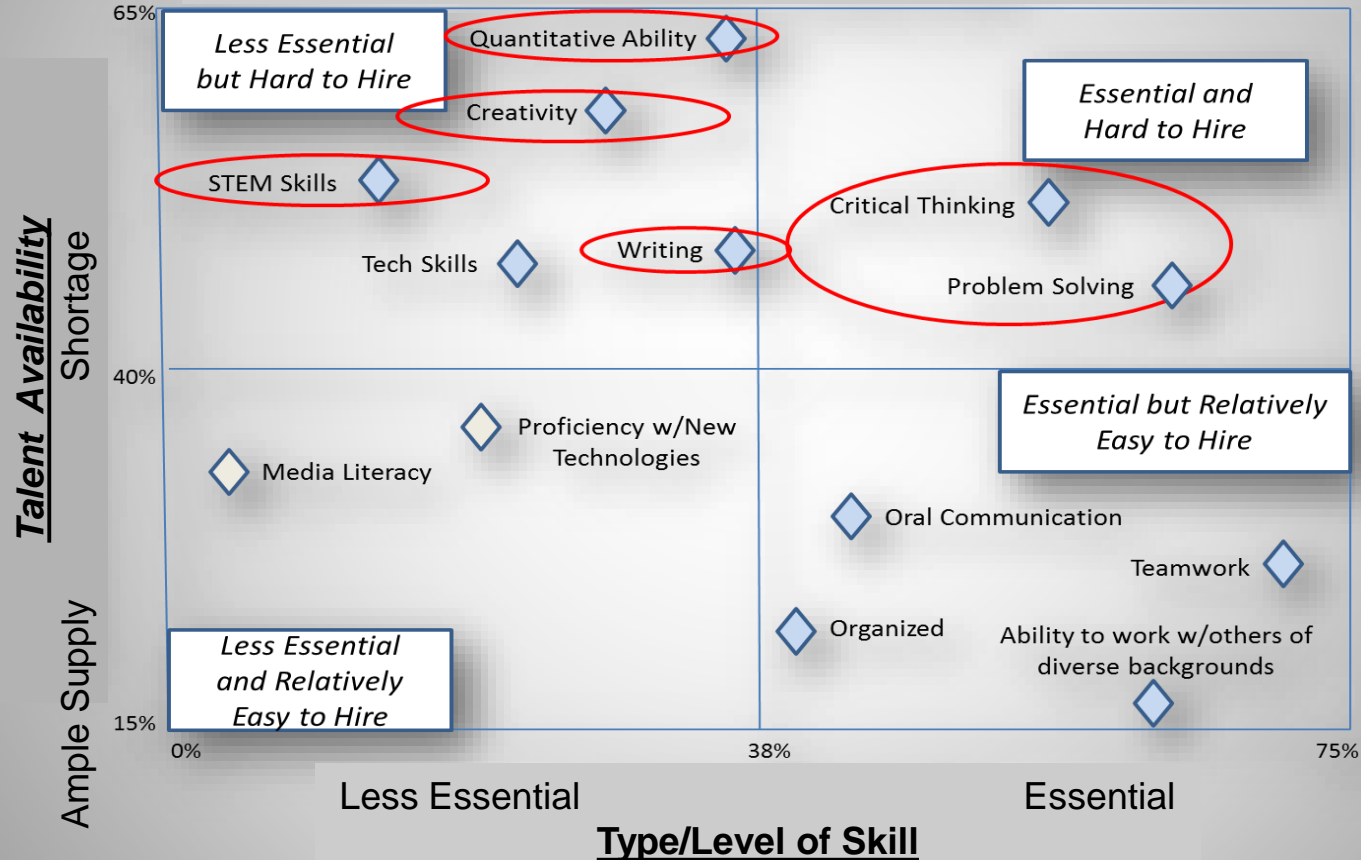 65%
Less Essential
but Hard to Hire
Quantitative Ability
Creativity
Essential and
Hard to Hire
STEM Skills
Critical Thinking
Writing
Tech Skills
Problem Solving
Talent Availability
Shortage
40%
Essential but Relatively
Easy to Hire
Proficiency w/New
Technologies
Media Literacy
Oral Communication
Teamwork
Organized
Ability to work w/others of
diverse backgrounds
Ample Supply
Less Essential
and Relatively
Easy to Hire
15%
0%
38%
75%
Less Essential
Essential
Type/Level of Skill